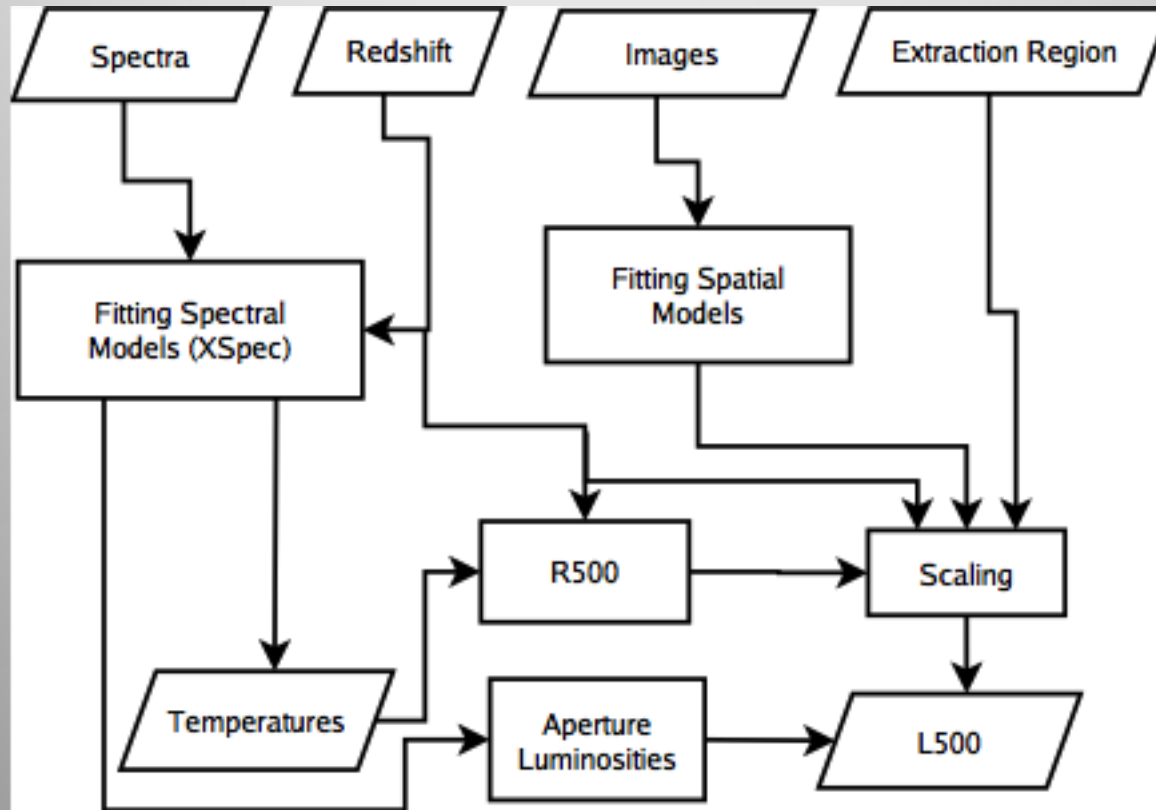 Spectra
Redshift
Images
Extraction Region
Fitting Spectral
Models (XSpec)
Fitting Spatial
Models
R500
Scaling
Temperatures
Aperture
Luminosities
L500